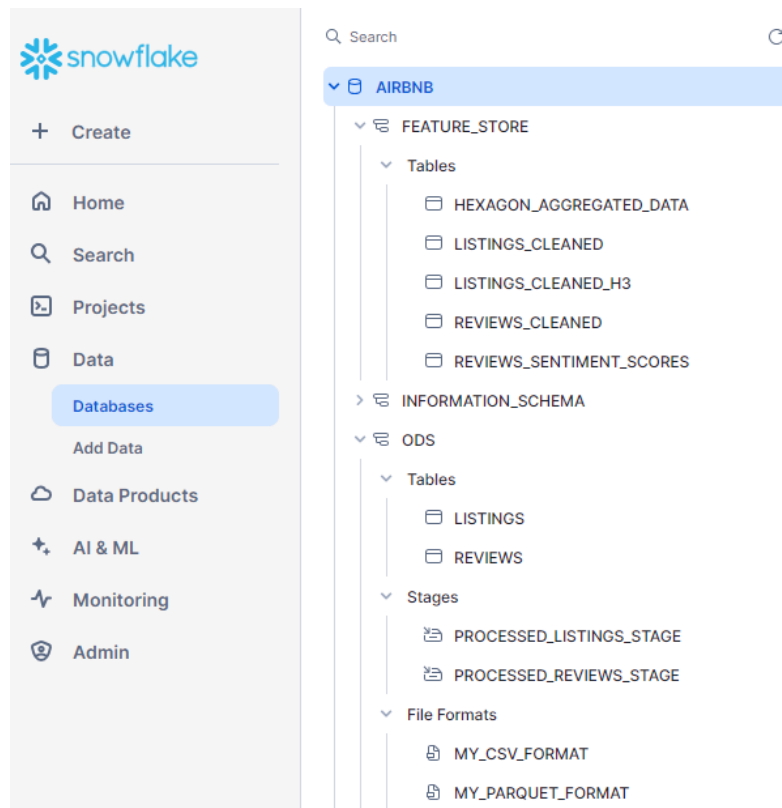 snowflake
Create
Home
Search
Projects
Data
Databases
Add Data
Data Products
AI & ML
Monitoring
Admin
Search
AIRBNB
FEATURE_STORE
Tables
HEXAGON_AGGREGATED_DATA
LISTINGS_CLEANED
LISTINGS_CLEANED_H3
REVIEWS_CLEANED
REVIEWS_SENTIMENT_SCORES
INFORMATION_SCHEMA
ODS
Tables
LISTINGS
REVIEWS
Stages
PROCESSED_LISTINGS_STAGE
PROCESSED_REVIEWS_STAGE
File Formats
MY_CSV_FORMAT
MY_PARQUET_FORMAT